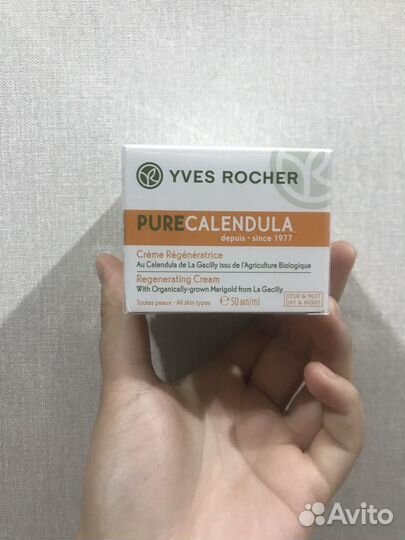 YVES ROCHER
PURECALENDULA
depuis • since 1977
Crème Régénératrice
Au Calendula de La Gacilly issu de l'Agriculture Biologique
Regenerating Cream
With Organically-grown Marigold from La Gacilly
Toutes peaux • All skin types
℮50 мл/ml
JOUR & NUIT
DAY & NIGHT
Avito